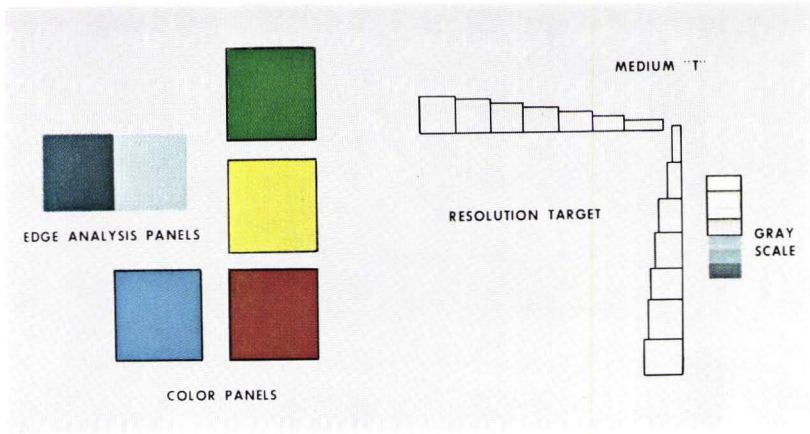 MEDIUM "T"
EDGE ANALYSIS PANELS
RESOLUTION TARGET
GRAY
SCALE
COLOR PANELS